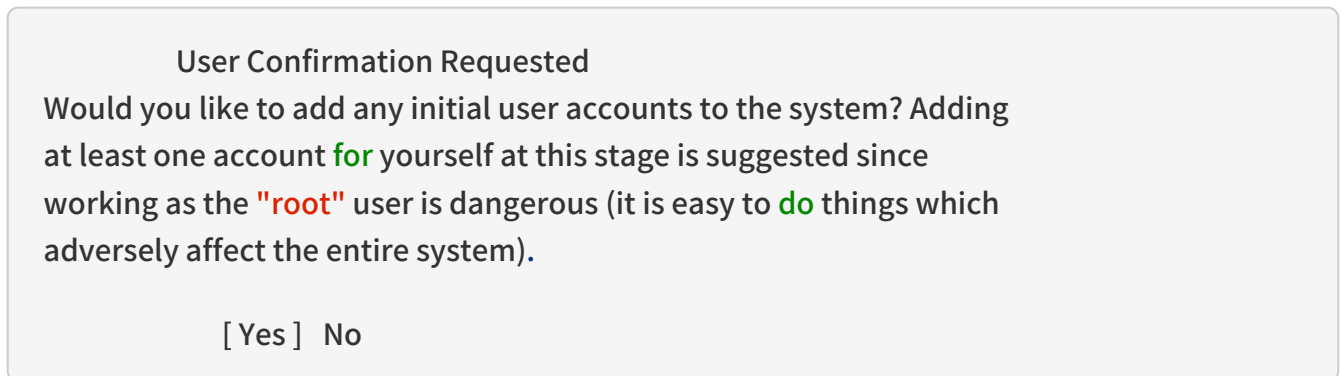 User Confirmation Requested
Would you like to add any initial user accounts to the system? Adding
at least one account for yourself at this stage is suggested since
working as the "root" user is dangerous (it is easy to do things which
adversely affect the entire system).
[ Yes ]   No